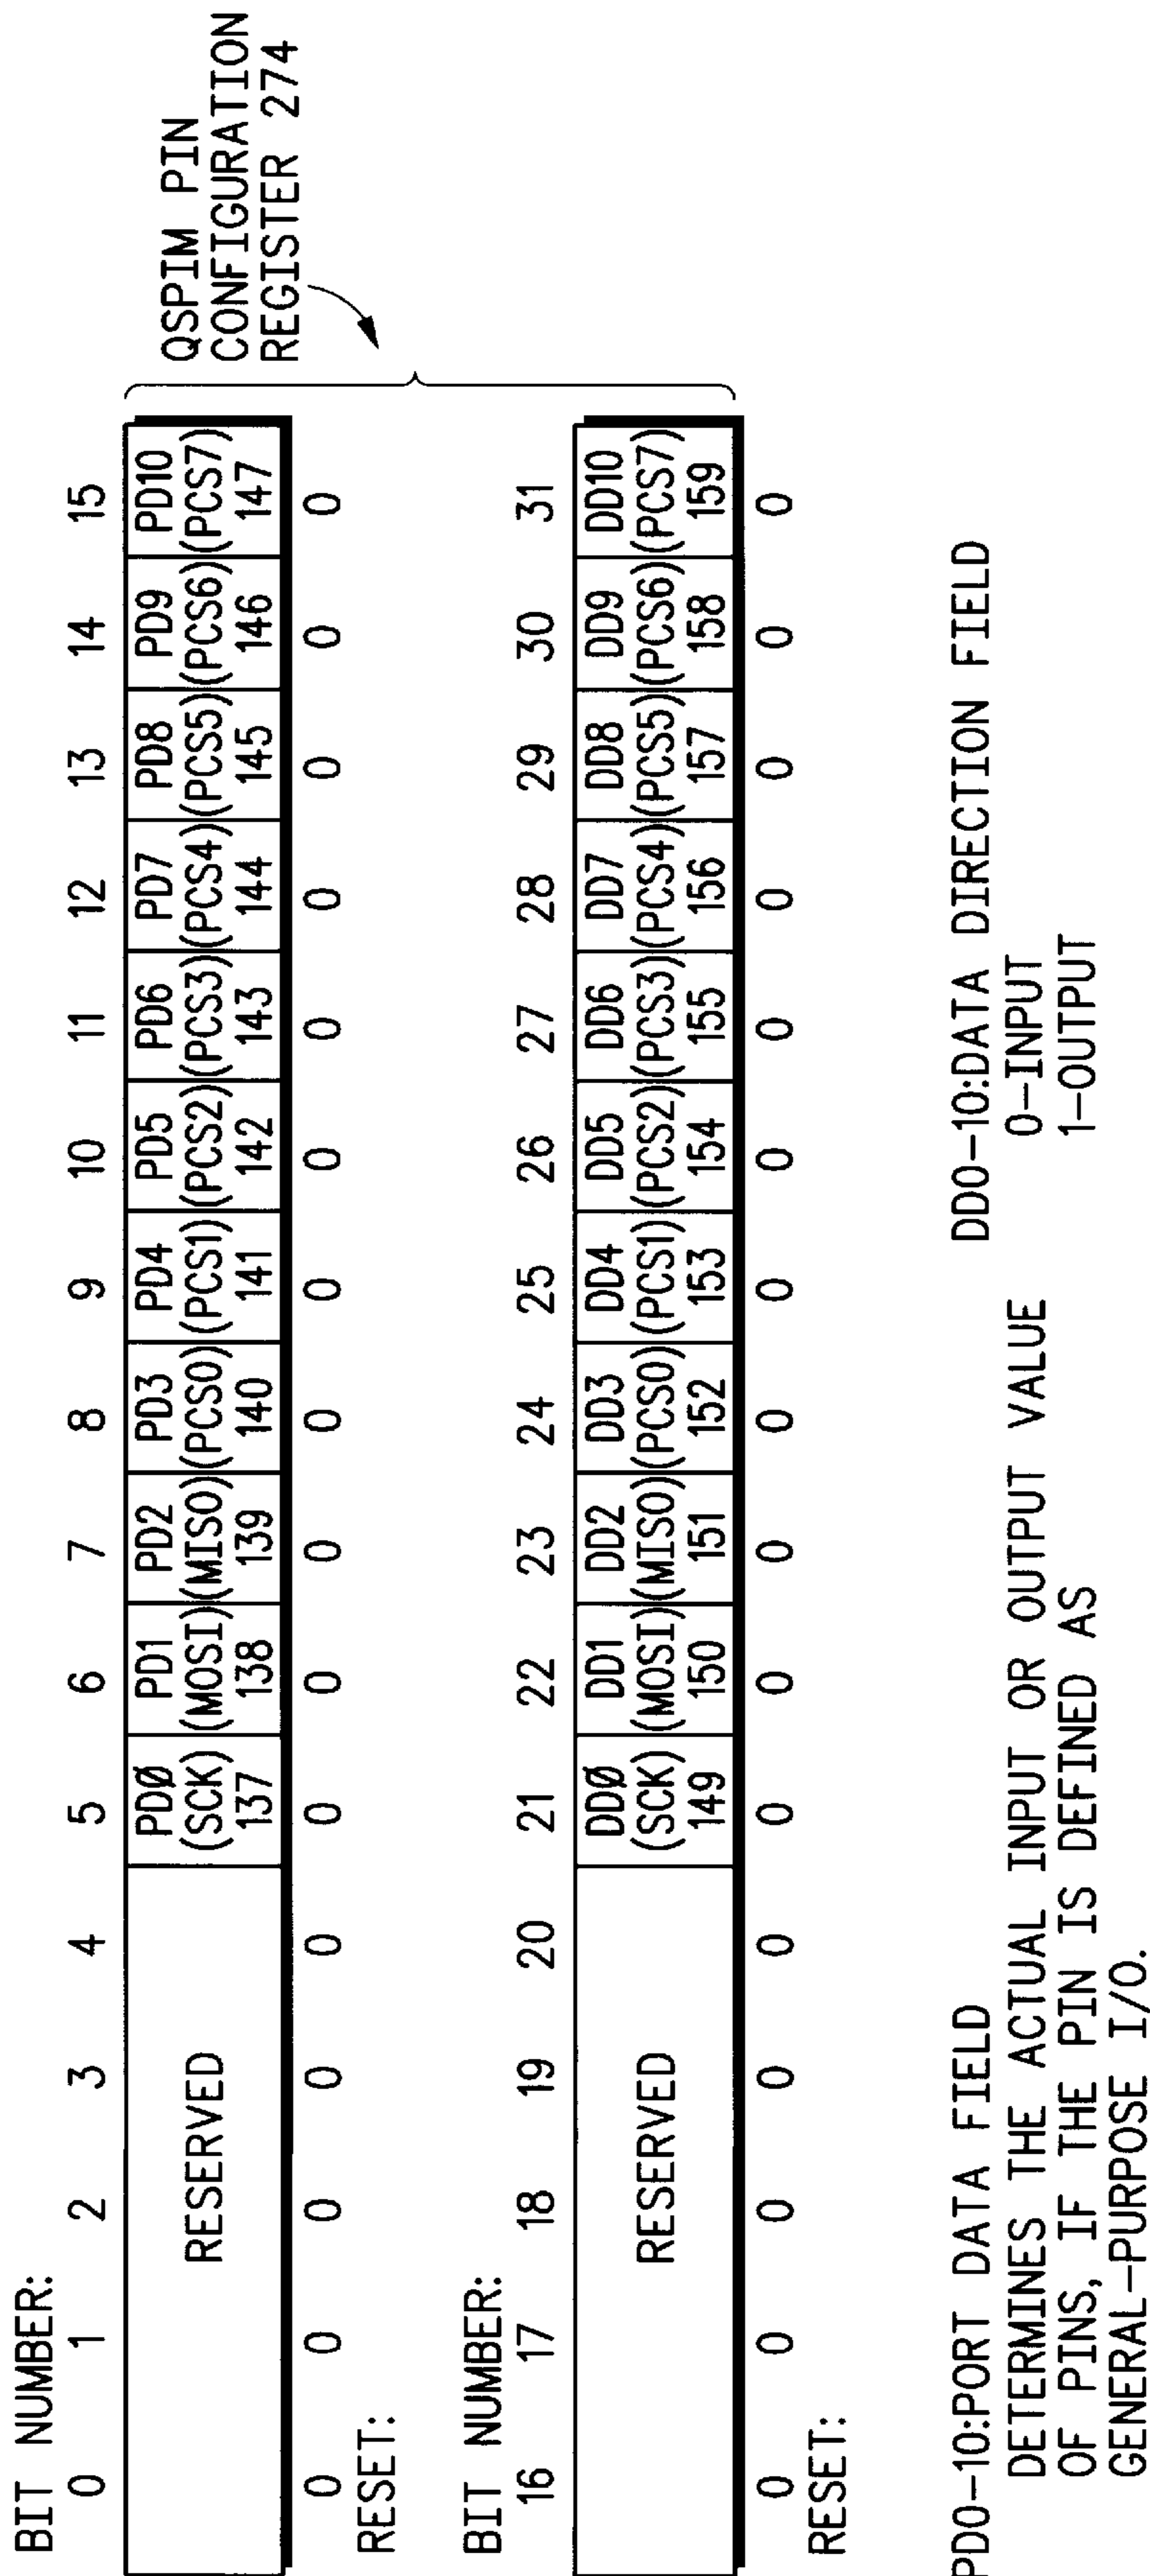 BIT NUMBER:
0 1 2 3 4 5 6 7 8 9 10 11 12 13 14 15
RESERVED
PDØ (SCK) 137
PD1 (MOSI) 138
PD2 (MISO) 139
PD3 (PCS0) 140
PD4 (PCS1) 141
PD5 (PCS2) 142
PD6 (PCS3) 143
PD7 (PCS4) 144
PD8 (PCS5) 145
PD9 (PCS6) 146
PD10 (PCS7) 147
0 0 0 0 0 0 0 0 0 0 0 0 0 0 0 0
RESET:
QSPIM PIN
CONFIGURATION
REGISTER 274
BIT NUMBER:
16 17 18 19 20 21 22 23 24 25 26 27 28 29 30 31
RESERVED
DDØ (SCK) 149
DD1 (MOSI) 150
DD2 (MISO) 151
DD3 (PCS0) 152
DD4 (PCS1) 153
DD5 (PCS2) 154
DD6 (PCS3) 155
DD7 (PCS4) 156
DD8 (PCS5) 157
DD9 (PCS6) 158
DD10 (PCS7) 159
0 0 0 0 0 0 0 0 0 0 0 0 0 0 0 0
RESET:
PD0-10:PORT DATA FIELD
DETERMINES THE ACTUAL INPUT OR OUTPUT VALUE
OF PINS, IF THE PIN IS DEFINED AS
GENERAL-PURPOSE I/O.
DD0-10:DATA DIRECTION FIELD
0-INPUT
1-OUTPUT